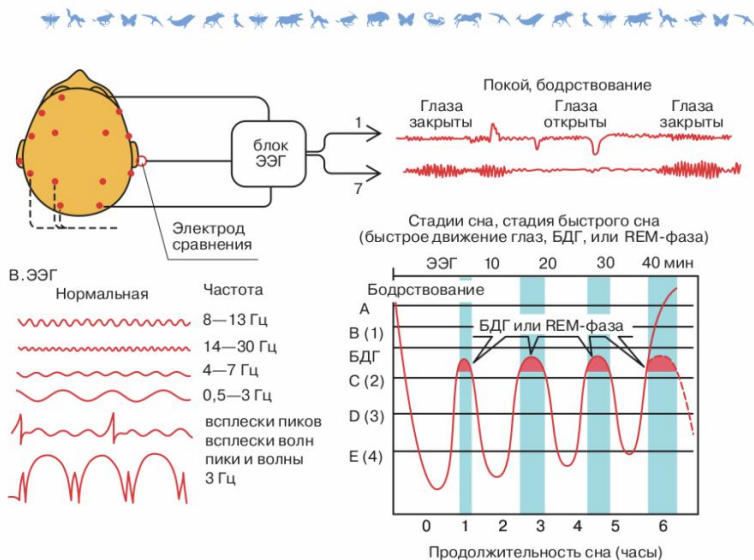 Покой, бодрствование
Глаза закрыты
Глаза открыты
Глаза закрыты
1
блок ЭЭГ
7
Электрод сравнения
Стадии сна, стадия быстрого сна
(быстрое движение глаз, БДГ, или REM-фаза)
В. ЭЭГ
Нормальная
Частота
8—13 Гц
14—30 Гц
4—7 Гц
0,5—3 Гц
всплески пиков
всплески волн
пики и волны
3 Гц
ЭЭГ 10 20 30 40 мин
Бодрствование
A
B (1)
БДГ или REM-фаза
БДГ
C (2)
D (3)
E (4)
0 1 2 3 4 5 6
Продолжительность сна (часы)